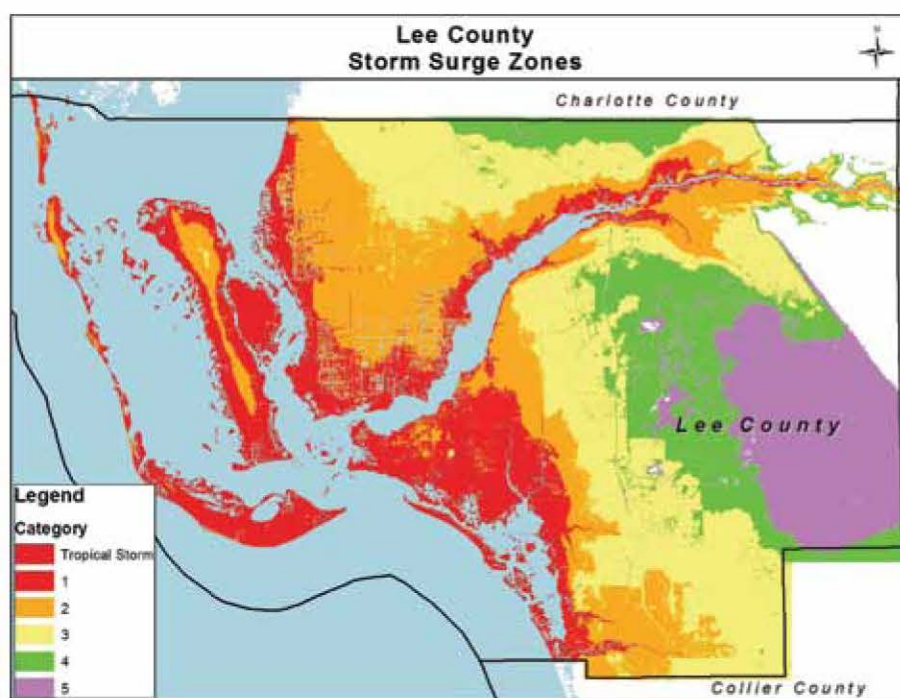 Lee County
Storm Surge Zones
N
Charlotte County
Lee County
Legend
Category
Tropical Storm
1
2
3
4
5
Collier County